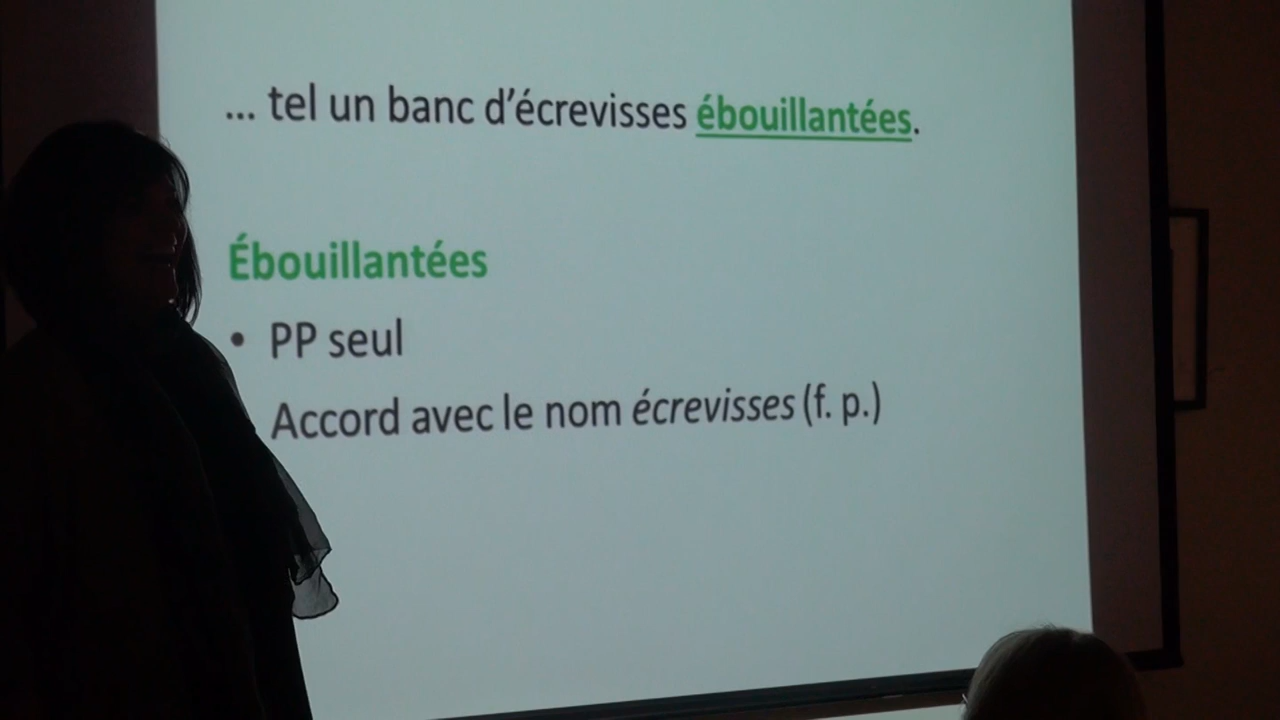 ... tel un banc d'écrevisses ébouillantées.
Ébouillantées
• PP seul
Accord avec le nom écrevisses (f. p.)